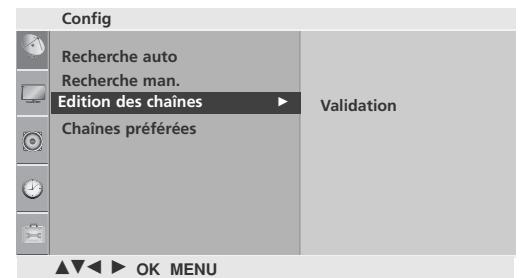 Config
Recherche auto
Recherche man.
Edition des chaînes ►
Validation
Chaînes préférées
▲▼◄ ► OK MENU